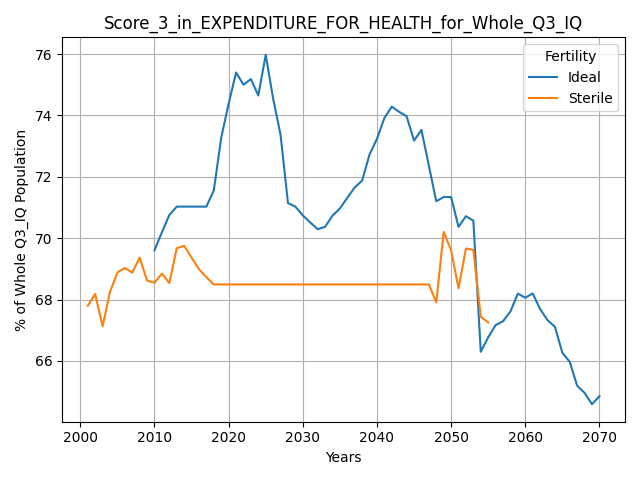 Score_3_in_EXPENDITURE_FOR_HEALTH_for_Whole_Q3_IQ
Fertility
Ideal
Sterile
% of Whole Q3_IQ Population
76
74
72
70
68
66
2000 2010 2020 2030 2040 2050 2060 2070
Years